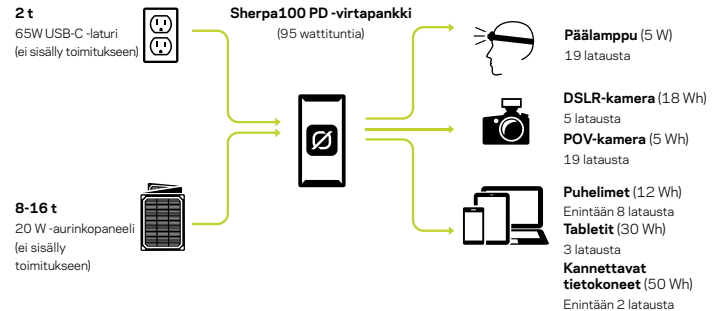 2 t
65W USB-C -laturi
(ei sisälly toimitukseen)
8-16 t
20 W -aurinkopaneeli
(ei sisälly
toimitukseen)
Sherpa100 PD -virtapankki
(95 wattituntia)
Päälamppu (5 W)
19 latausta
DSLR-kamera (18 Wh)
5 latausta
POV-kamera (5 Wh)
19 latausta
Puhelimet (12 Wh)
Enintään 8 latausta
Tabletit (30 Wh)
3 latausta
Kannettavat
tietokoneet (50 Wh)
Enintään 2 latausta